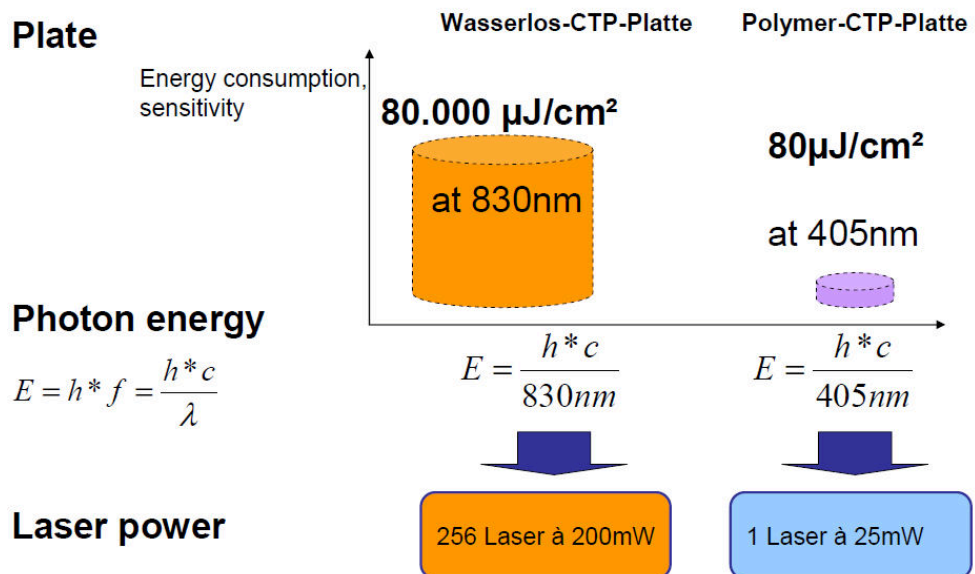 Plate
Wasserlos-CTP-Platte
Polymer-CTP-Platte
Energy consumption,
sensitivity
80.000 µJ/cm²
at 830nm
80µJ/cm²
at 405nm
Photon energy
E = h * f = h * c / λ
E = h * c / 830nm
E = h * c / 405nm
Laser power
256 Laser à 200mW
1 Laser à 25mW